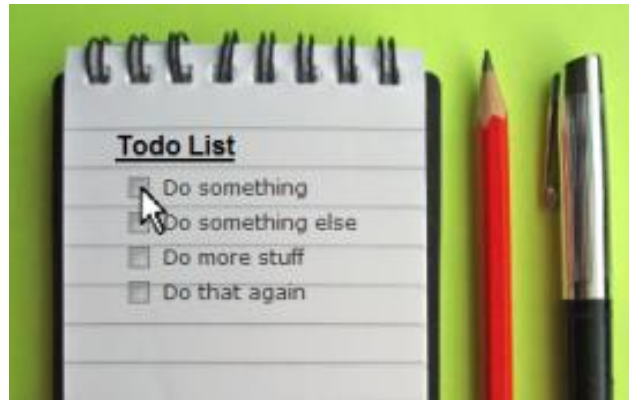 Todo List
Do something
Do something else
Do more stuff
Do that again